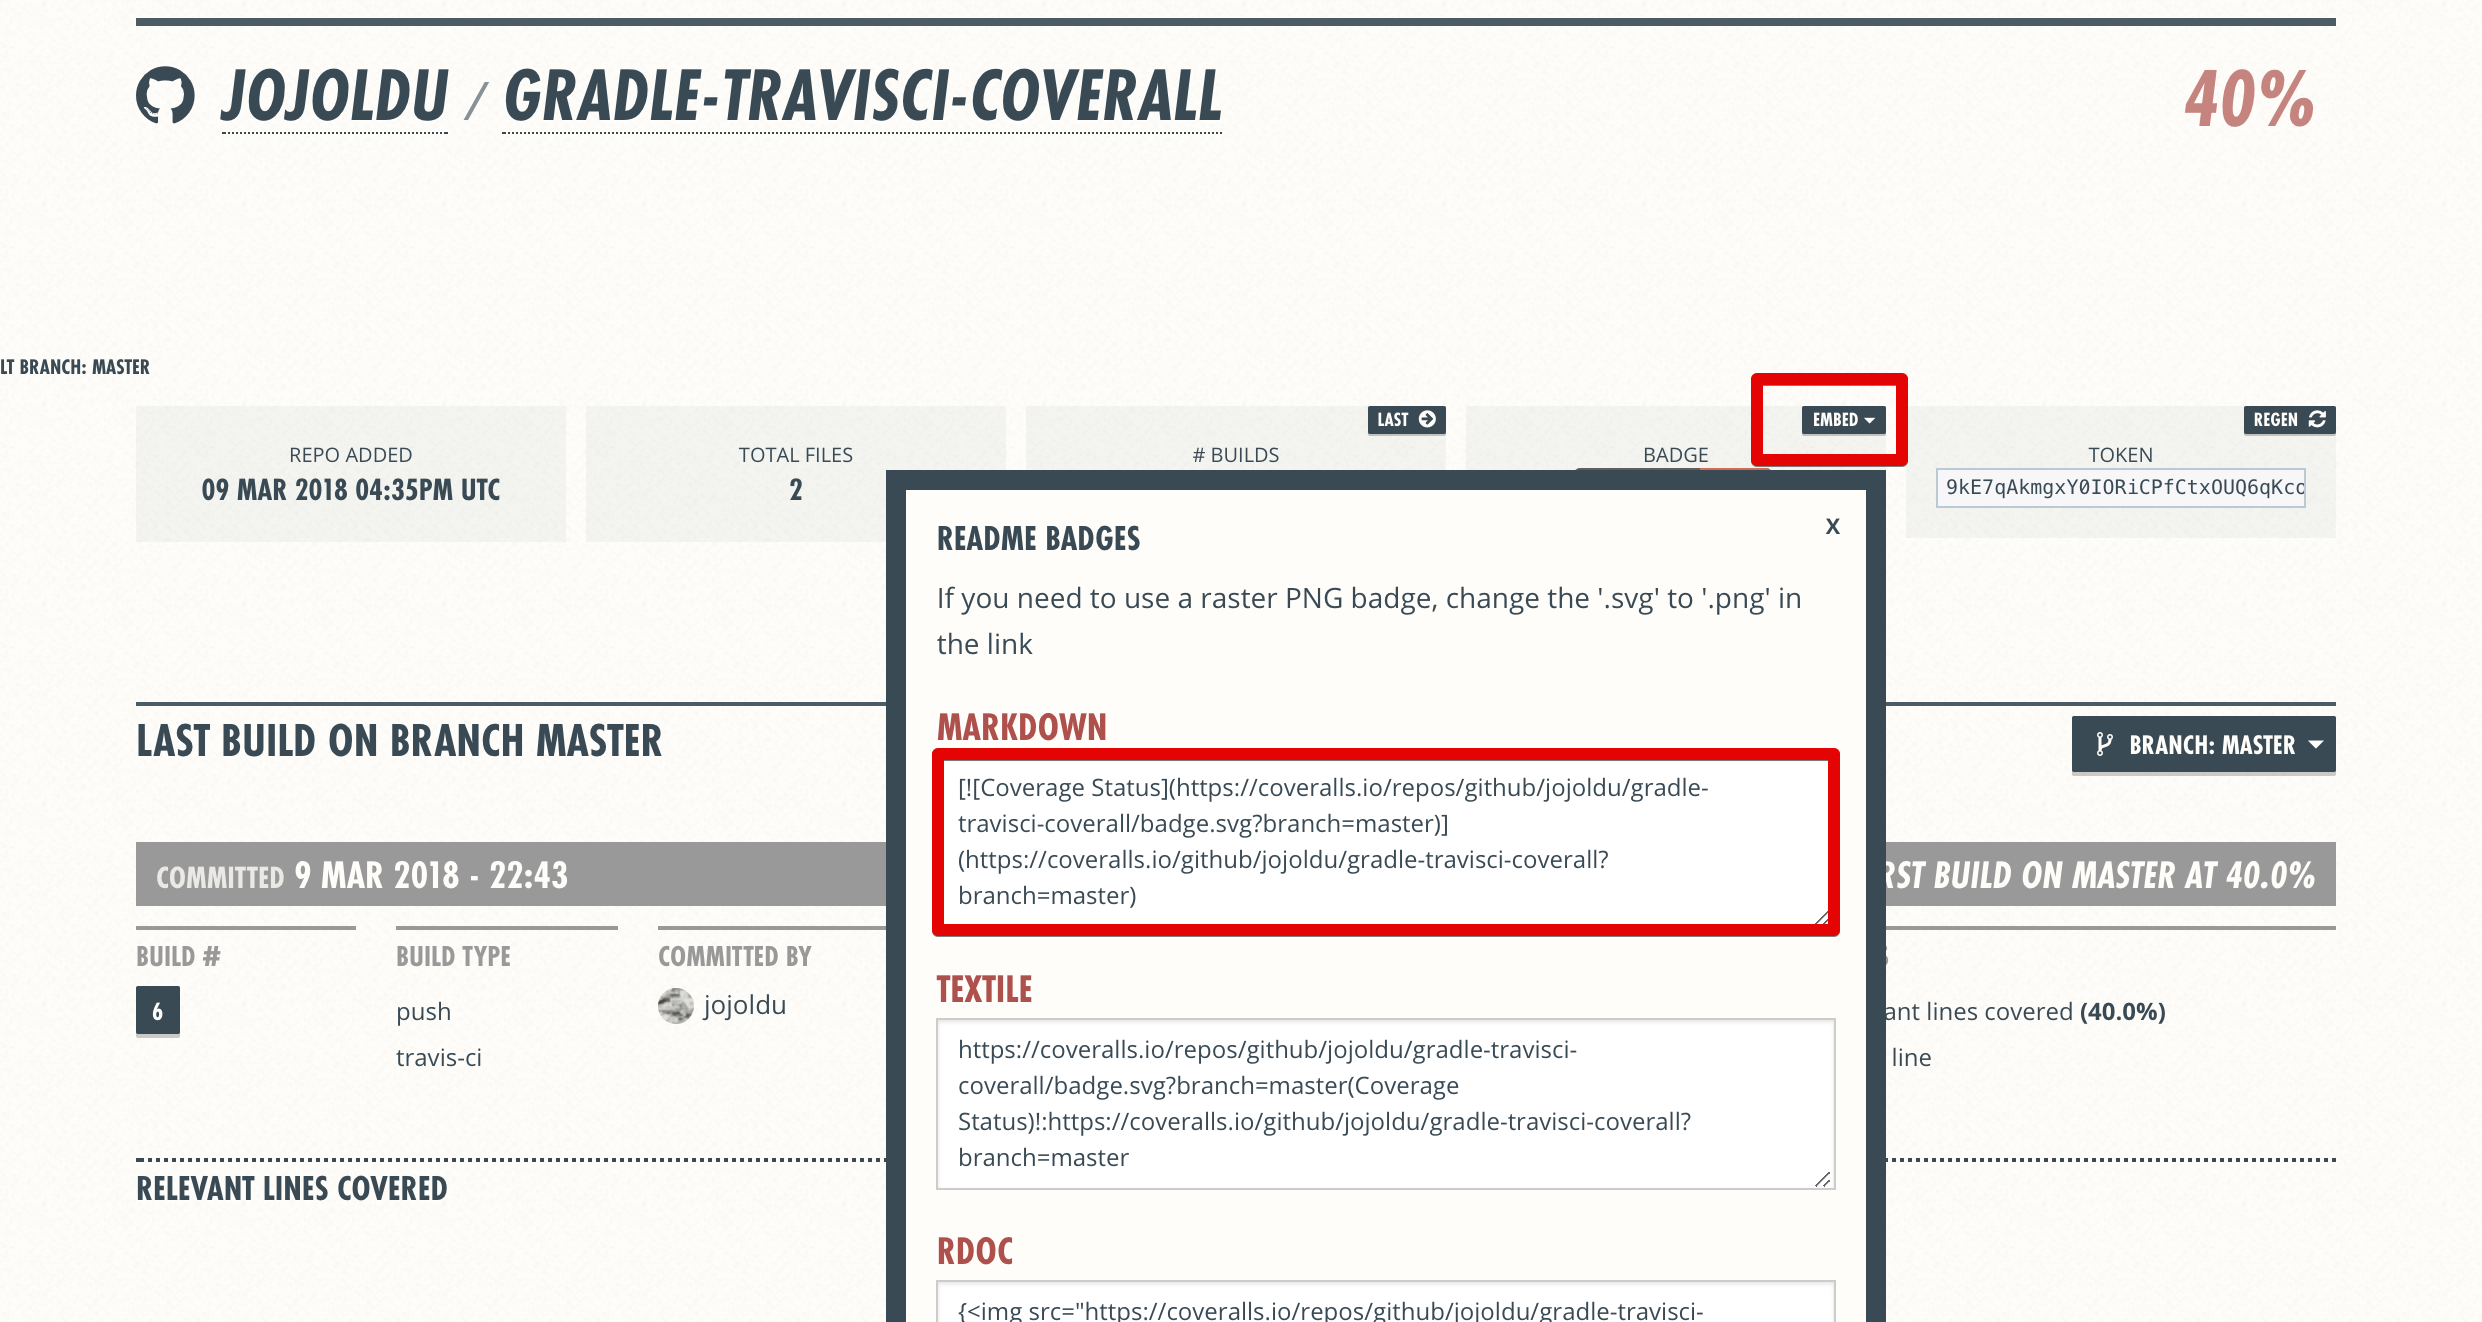 JOJOLDU / GRADLE-TRAVISCI-COVERALL
40%
LT BRANCH: MASTER
REPO ADDED
09 MAR 2018 04:35PM UTC
TOTAL FILES
2
LAST
# BUILDS
EMBED
BADGE
REGEN
TOKEN
9kE7qAkmgxY0IORiCPfCtxOUQ6qKc
README BADGES
X
If you need to use a raster PNG badge, change the '.svg' to '.png' in
the link
MARKDOWN
[![Coverage Status](https://coveralls.io/repos/github/jojoldu/gradle-
travisci-coverall/badge.svg?branch=master)]
(https://coveralls.io/github/jojoldu/gradle-travisci-coverall?
branch=master)
TEXTILE
https://coveralls.io/repos/github/jojoldu/gradle-travisci-
coverall/badge.svg?branch=master(Coverage
Status)!:https://coveralls.io/github/jojoldu/gradle-travisci-coverall?
branch=master
RDOC
{<img src="https://coveralls.io/repos/github/jojoldu/gradle-travisci-
LAST BUILD ON BRANCH MASTER
BRANCH: MASTER
COMMITTED 9 MAR 2018 - 22:43
RST BUILD ON MASTER AT 40.0%
BUILD #
6
BUILD TYPE
push
travis-ci
COMMITTED BY
jojoldu
ant lines covered (40.0%)
line
RELEVANT LINES COVERED